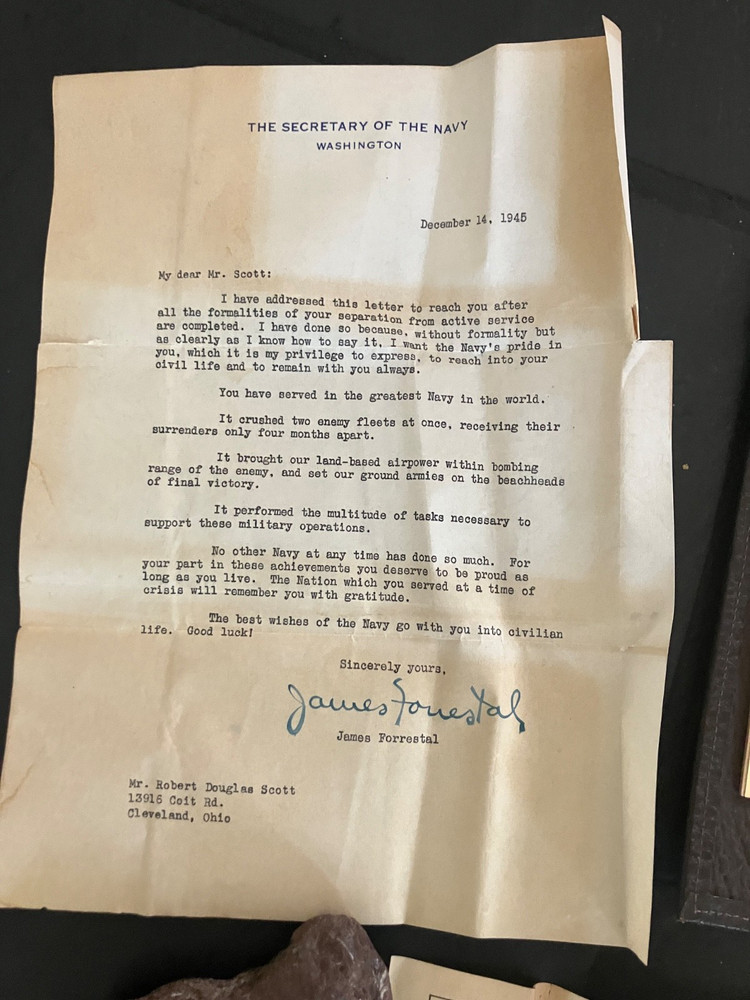 THE SECRETARY OF THE NAVY
WASHINGTON
December 14, 1945
My dear Mr. Scott:
I have addressed this letter to reach you after
all the formalities of your separation from active service
are completed. I have done so because, without formality but
as clearly as I know how to say it, I want the Navy's pride in
you, which it is my privilege to express, to reach into your
civil life and to remain with you always.
You have served in the greatest Navy in the world.
It crushed two enemy fleets at once, receiving their
surrenders only four months apart.
It brought our land-based airpower within bombing
range of the enemy, and set our ground armies on the beachheads
of final victory.
It performed the multitude of tasks necessary to
support these military operations.
No other Navy at any time has done so much. For
your part in these achievements you deserve to be proud as
long as you live. The Nation which you served at a time of
crisis will remember you with gratitude.
The best wishes of the Navy go with you into civilian
life. Good luck!
Sincerely yours,
James Forrestal
James Forrestal
Mr. Robert Douglas Scott
13916 Coit Rd.
Cleveland, Ohio